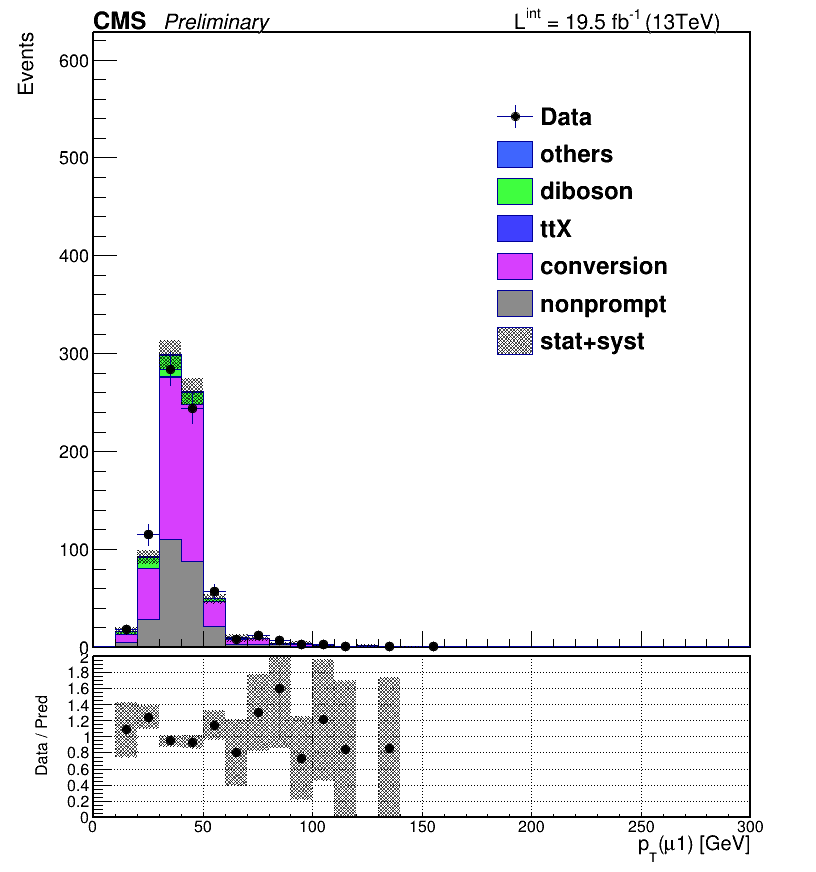 CMS Preliminary L^int = 19.5 fb^-1 (13TeV)
Events
600
500
400
300
200
100
0
Data
others
diboson
ttX
conversion
nonprompt
stat+syst
Data / Pred
2
1.8
1.6
1.4
1.2
1
0.8
0.6
0.4
0.2
0
0 50 100 150 200 250 300
p_T(μ1) [GeV]